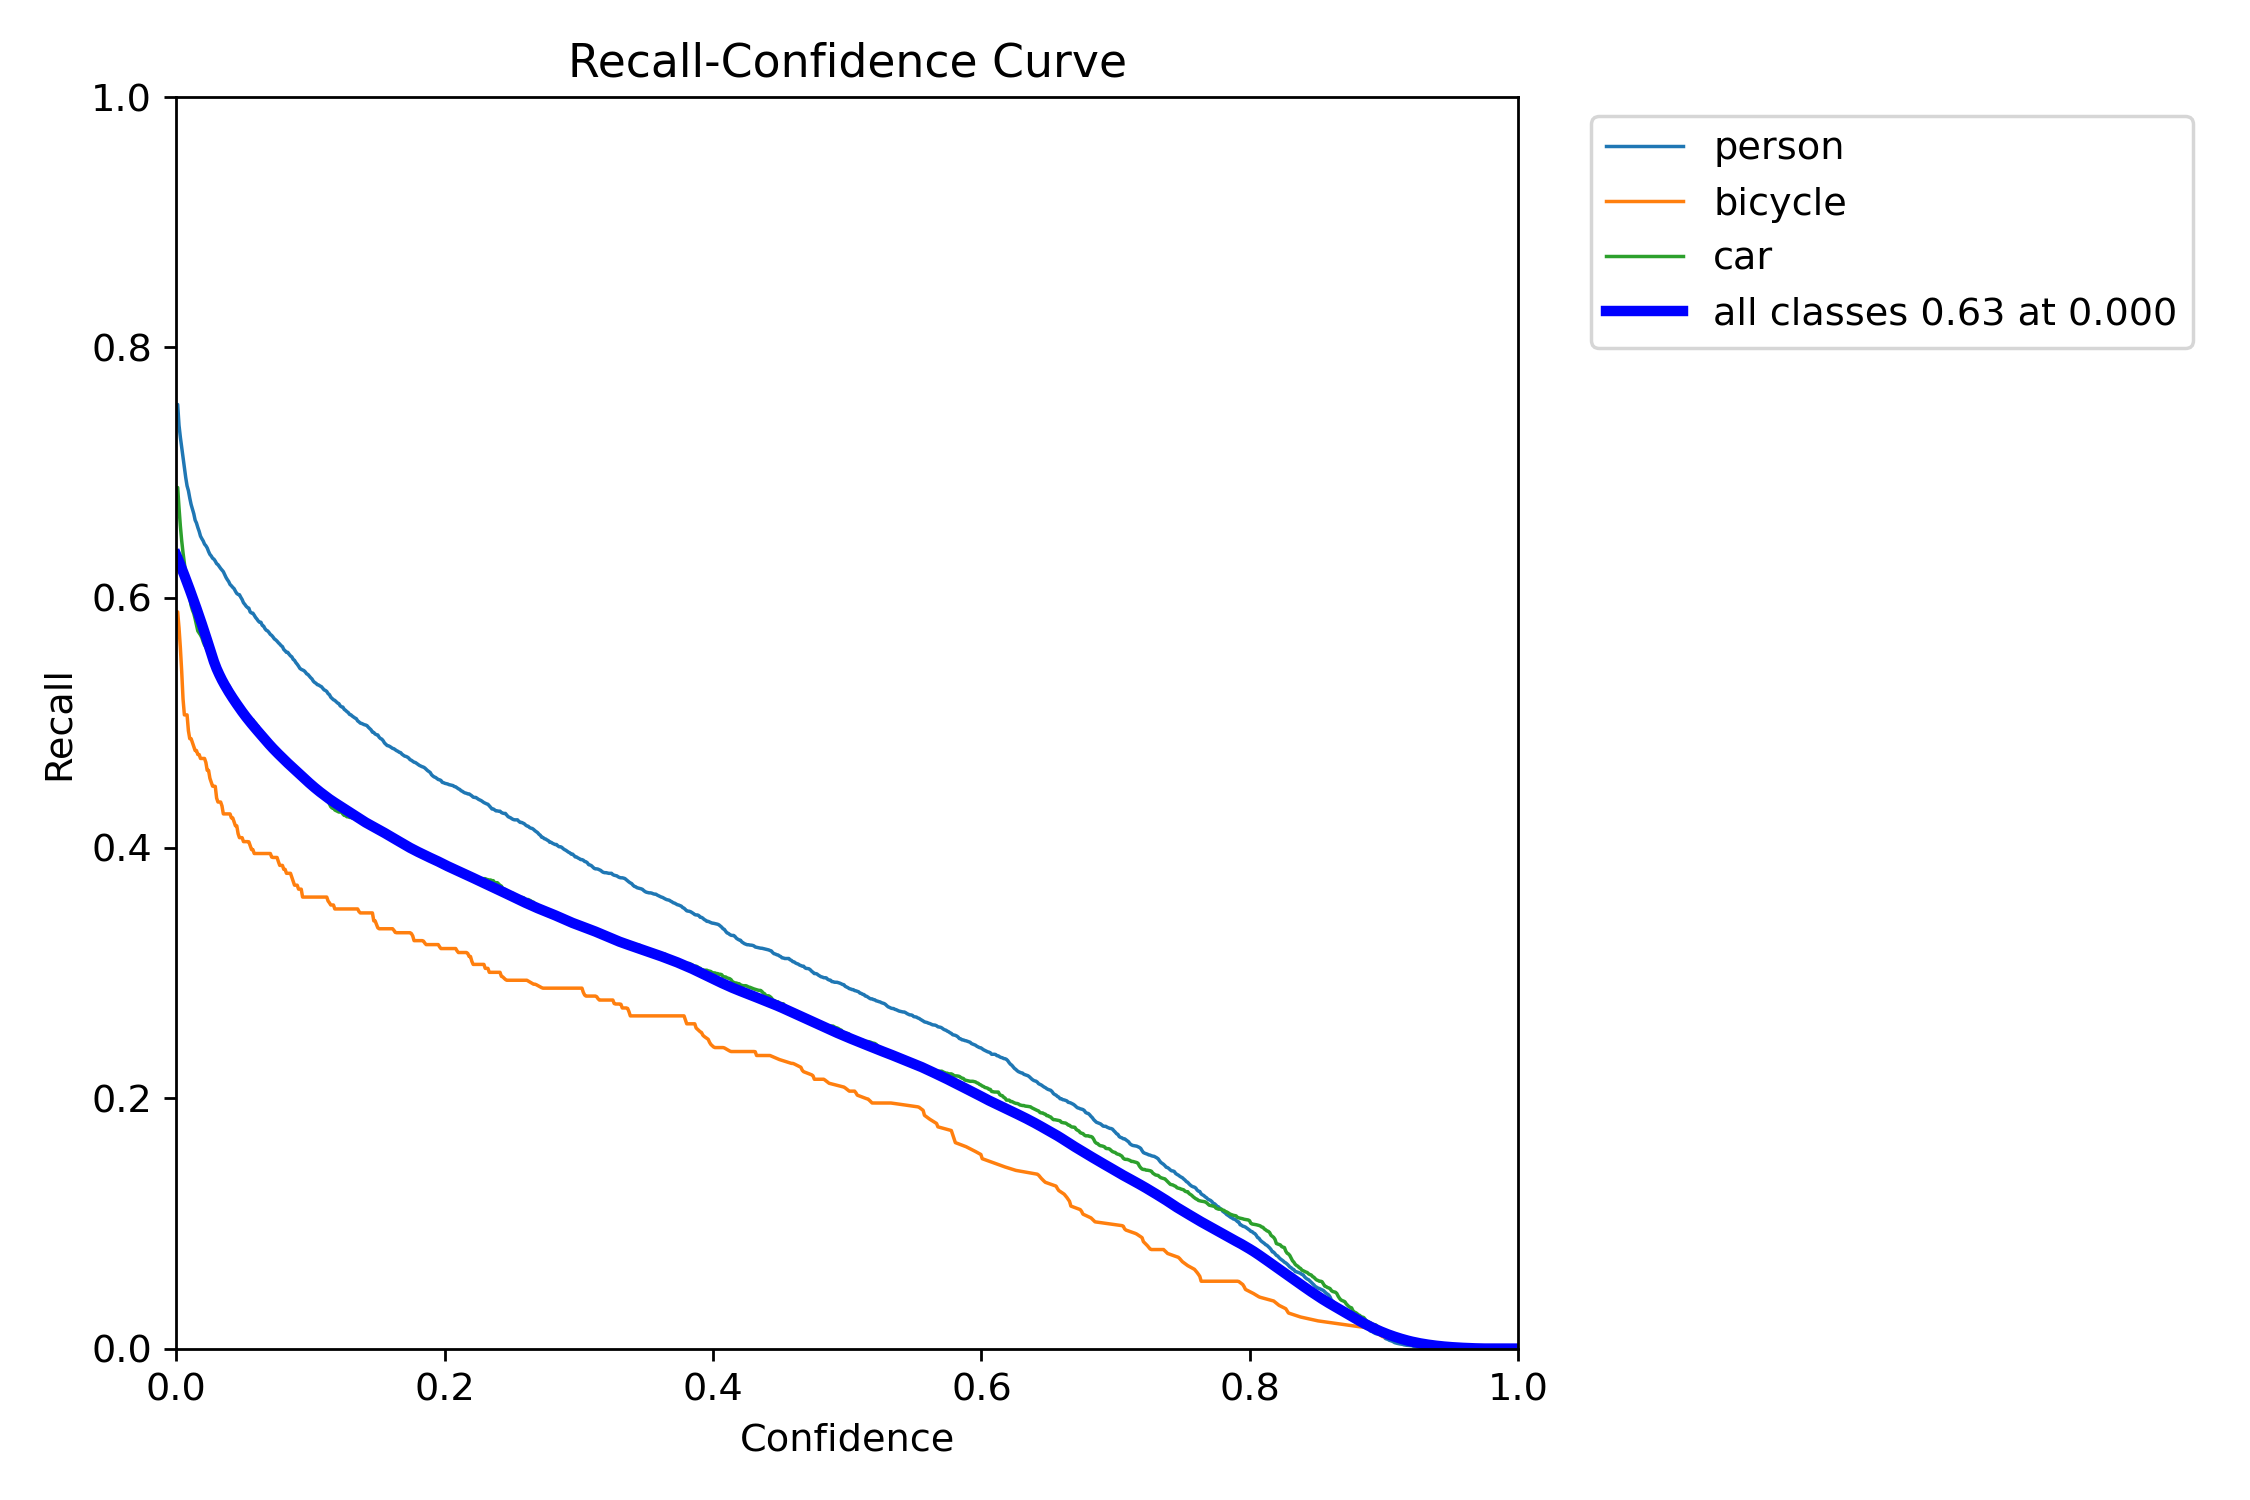 Recall-Confidence Curve
1.0
0.8
0.6
0.4
0.2
0.0
Recall
0.0 0.2 0.4 0.6 0.8 1.0
Confidence
person
bicycle
car
all classes 0.63 at 0.000